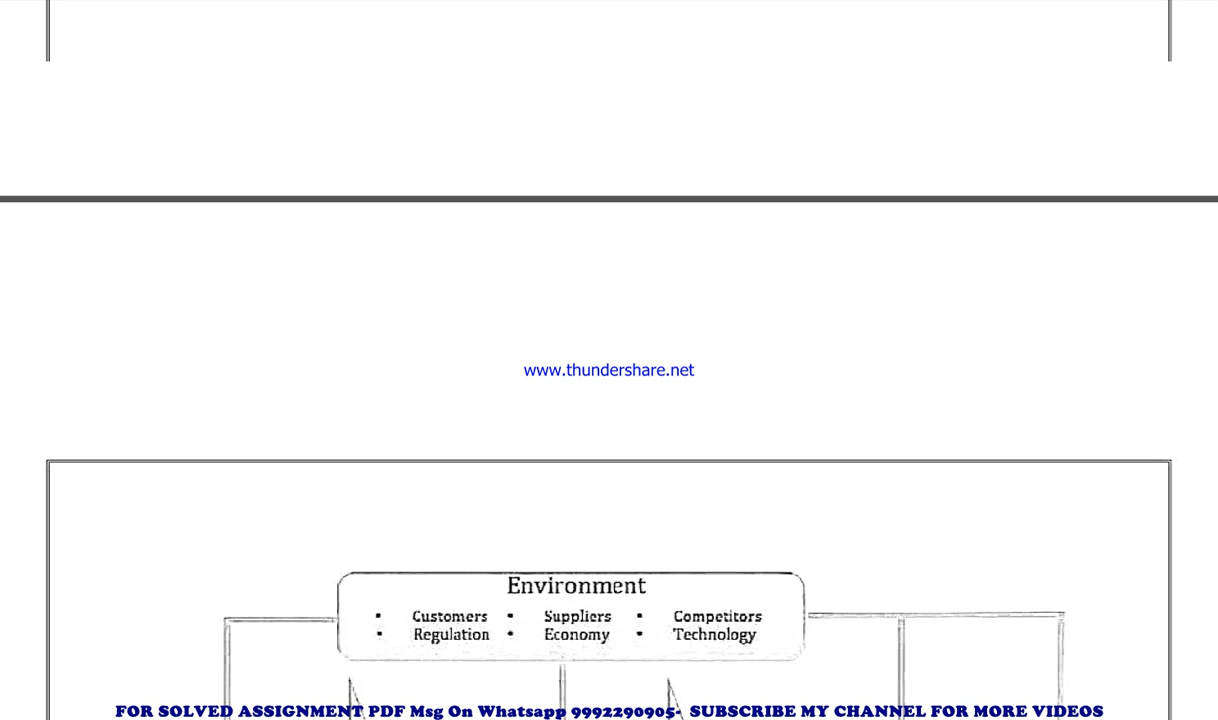 www.thundershare.net
Environment
▪ Customers ▪ Suppliers ▪ Competitors
▪ Regulation ▪ Economy ▪ Technology
FOR SOLVED ASSIGNMENT PDF Msg On Whatsapp 9992290905- SUBSCRIBE MY CHANNEL FOR MORE VIDEOS